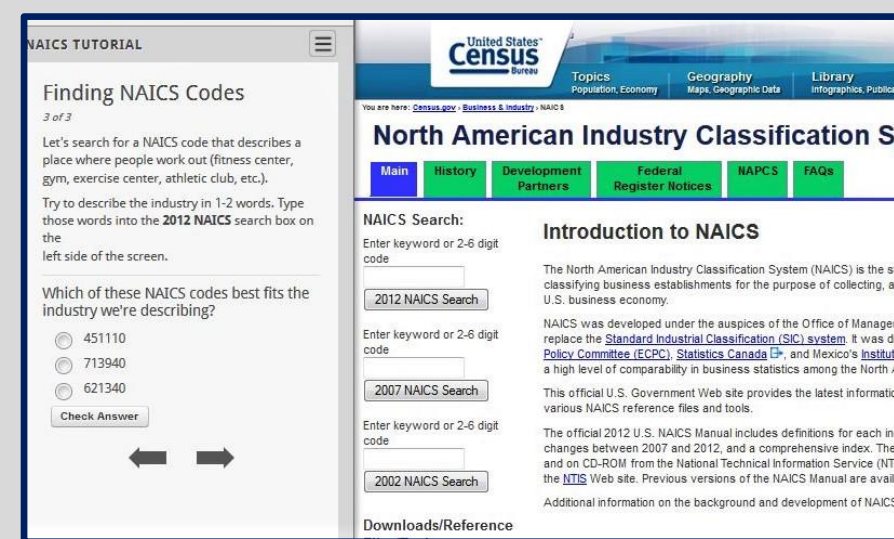 NAICS TUTORIAL
Finding NAICS Codes
3 of 3
Let's search for a NAICS code that describes a
place where people work out (fitness center,
gym, exercise center, athletic club, etc.).
Try to describe the industry in 1-2 words. Type
those words into the 2012 NAICS search box on
the
left side of the screen.
Which of these NAICS codes best fits the
industry we're describing?
451110
713940
621340
Check Answer
United States
Census
Bureau
Topics
Population, Economy
Geography
Maps, Geographic Data
Library
Infographics, Publica
You are here: Census.gov › Business & Industry › NAICS
North American Industry Classification S
Main
History
Development
Partners
Federal
Register Notices
NAPCS
FAQs
NAICS Search:
Enter keyword or 2-6 digit
code
2012 NAICS Search
Enter keyword or 2-6 digit
code
2007 NAICS Search
Enter keyword or 2-6 digit
code
2002 NAICS Search
Downloads/Reference
Introduction to NAICS
The North American Industry Classification System (NAICS) is the s
classifying business establishments for the purpose of collecting, a
U.S. business economy.
NAICS was developed under the auspices of the Office of Manage
replace the Standard Industrial Classification (SIC) system. It was d
Policy Committee (ECPC), Statistics Canada, and Mexico's Institut
a high level of comparability in business statistics among the North
This official U.S. Government Web site provides the latest informatio
various NAICS reference files and tools.
The official 2012 U.S. NAICS Manual includes definitions for each in
changes between 2007 and 2012, and a comprehensive index. The
and on CD-ROM from the National Technical Information Service (NT
the NTIS Web site. Previous versions of the NAICS Manual are avail
Additional information on the background and development of NAICS